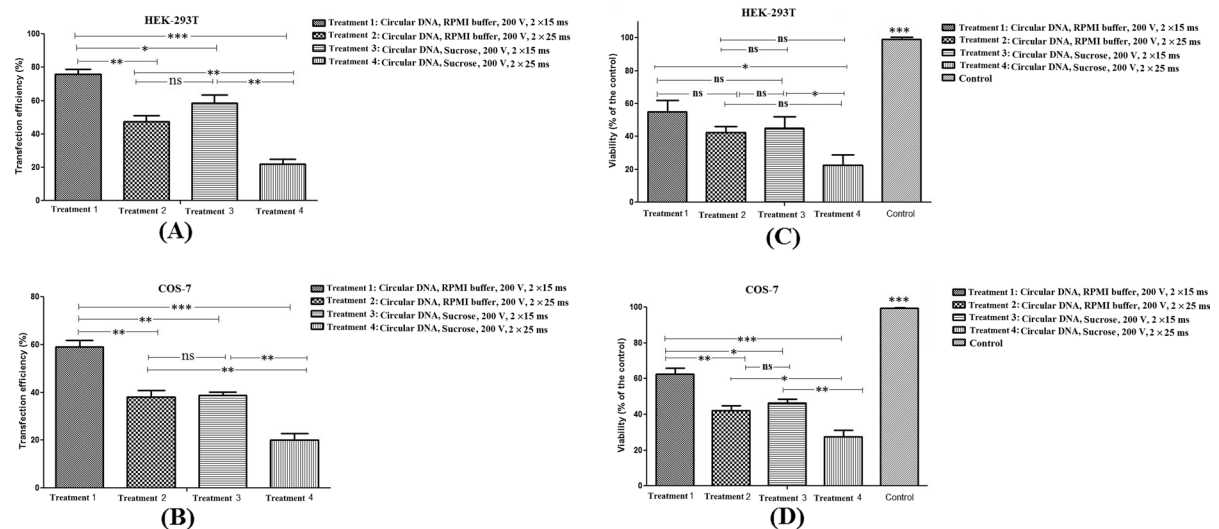 HEK-293T
Transfection efficiency (%)
100
80
60
40
20
0
***
*
**
**
ns
**
Treatment 1
Treatment 2
Treatment 3
Treatment 4
Treatment 1: Circular DNA, RPMI buffer, 200 V, 2 × 15 ms
Treatment 2: Circular DNA, RPMI buffer, 200 V, 2 × 25 ms
Treatment 3: Circular DNA, Sucrose, 200 V, 2 × 15 ms
Treatment 4: Circular DNA, Sucrose, 200 V, 2 × 25 ms
(A)
COS-7
Transfection efficiency (%)
80
60
40
20
0
***
**
**
ns
**
**
Treatment 1
Treatment 2
Treatment 3
Treatment 4
Treatment 1: Circular DNA, RPMI buffer, 200V, 2 × 15 ms
Treatment 2: Circular DNA, RPMI buffer, 200V, 2 × 25 ms
Treatment 3: Circular DNA, Sucrose, 200V, 2 × 15 ms
Treatment 4: Circular DNA, Sucrose, 200V, 2 × 25 ms
(B)
HEK-293T
Viability (% of the control)
100
80
60
40
20
0
***
ns
ns
*
ns
ns
ns
*
ns
Treatment 1
Treatment 2
Treatment 3
Treatment 4
Control
Treatment 1: Circular DNA, RPMI buffer, 200 V, 2 × 15 ms
Treatment 2: Circular DNA, RPMI buffer, 200 V, 2 × 25 ms
Treatment 3: Circular DNA, Sucrose, 200 V, 2 × 15 ms
Treatment 4: Circular DNA, Sucrose, 200 V, 2 × 25 ms
Control
(C)
COS-7
Viability (% of the control)
100
80
60
40
20
0
***
***
*
**
ns
*
**
Treatment 1
Treatment 2
Treatment 3
Treatment 4
Control
Treatment 1: Circular DNA, RPMI buffer, 200V, 2 × 15 ms
Treatment 2: Circular DNA, RPMI buffer, 200V, 2 × 25 ms
Treatment 3: Circular DNA, Sucrose, 200V, 2 × 15 ms
Treatment 4: Circular DNA, Sucrose, 200V, 2 × 25 ms
Control
(D)